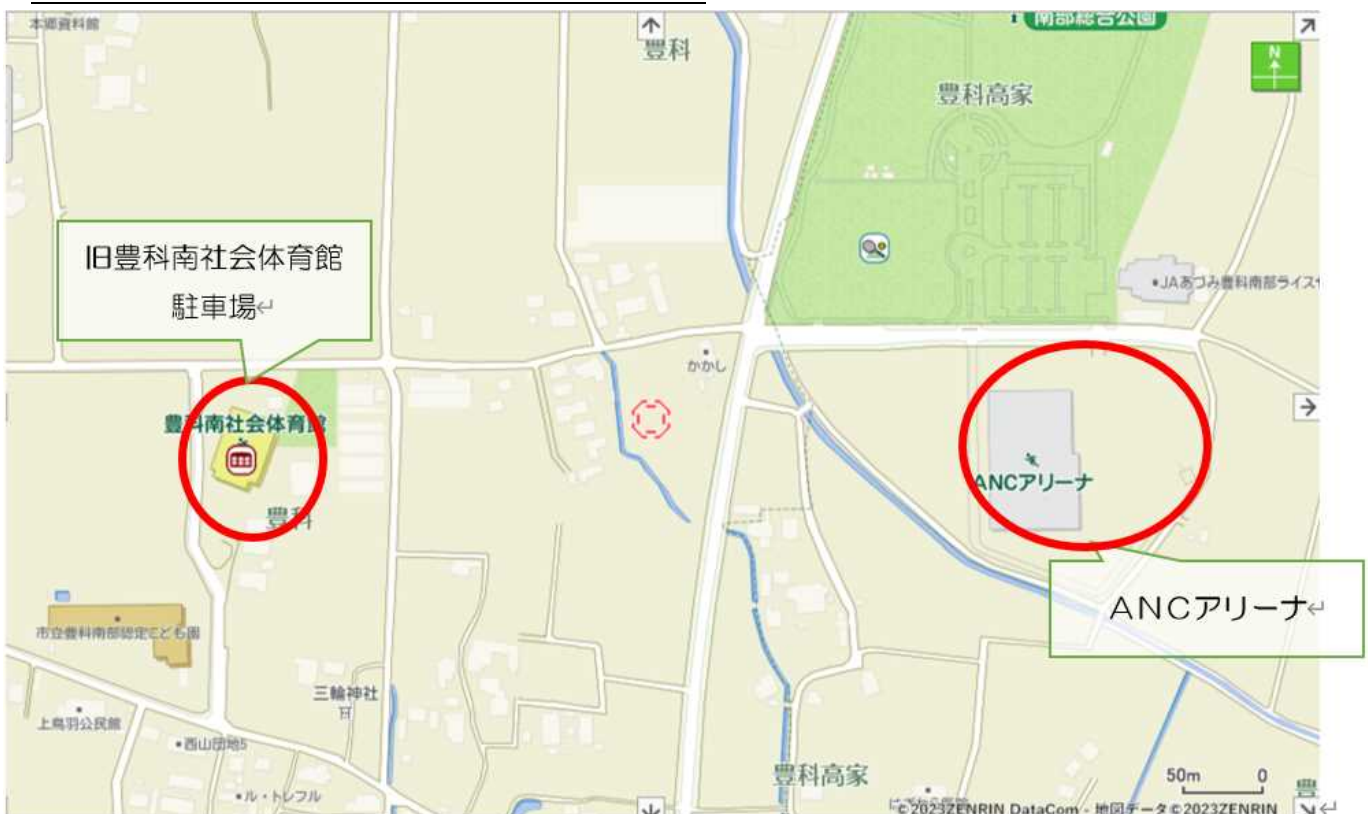 本郷資料館
豊科
南部総合公園
N
豊科高家
旧豊科南社会体育館
駐車場↵
•JAあづみ豊科南部ライスセ
かかし
豊科南社会体育館
ANCアリーナ
豊科
ANCアリーナ↵
市立豊科南部認定こども園
三輪神社
上鳥羽公民館
•西山団地5
•ル・トレフル
豊科高家
50m 0
豊
©2023ZENRIN DataCom - 地図データ©2023ZENRIN